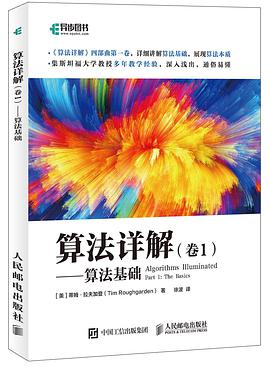 异步图书
·《算法详解》四部曲第一卷，详细讲解算法基础，展现算法本质
·集斯坦福大学教授多年教学经验，深入浅出，通俗易懂
算法详解（卷1）
——算法基础
Algorithms Illuminated
Part 1: The Basics
［美］蒂姆·拉夫加登（Tim Roughgarden） 著
徐波 译
中国工信出版集团
人民邮电出版社
POSTS & TELECOM PRESS
算法详解（卷1）——算法基础
人民邮电出版社